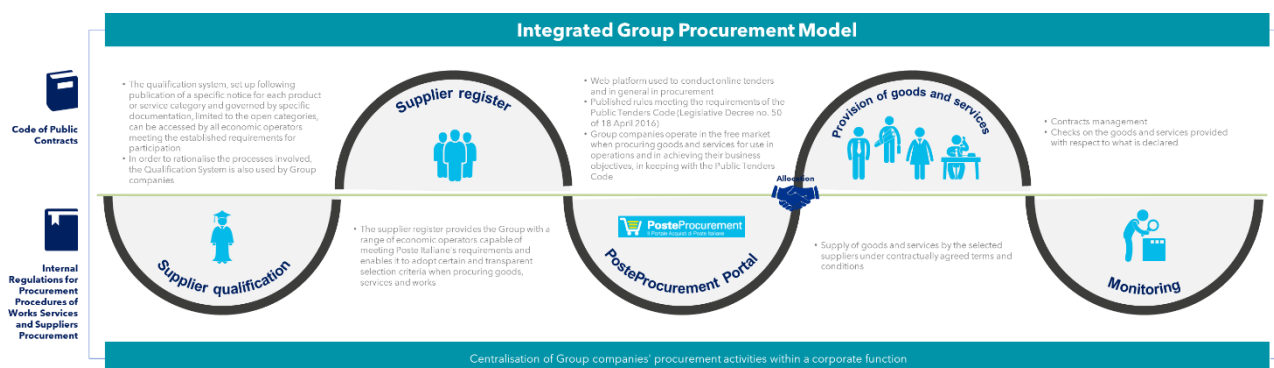 Integrated Group Procurement Model
Code of Public
Contracts
Internal
Regulations for
Procurement
Procedures of
Works Services
and Suppliers
Procurement
• The qualification system, set up following
publication of a specific notice for each product
or service category and governed by specific
documentation, limited to the open categories,
can be accessed by all economic operators
meeting the established requirements for
participation
• In order to rationalise the processes involved,
the Qualification System is also used by Group
companies
Supplier qualification
Supplier register
• The supplier register provides the Group with a
range of economic operators capable of
meeting Poste Italiane's requirements and
enables it to adopt certain and transparent
selection criteria when procuring goods,
services and works
• Web platform used to conduct online tenders
and in general in procurement
• Published rules meeting the requirements of the
Public Tenders Code (Legislative Decree no. 50
of 18 April 2016)
• Group companies operate in the free market
when procuring goods and services for use in
operations and in achieving their business
objectives, in keeping with the Public Tenders
Code
PosteProcurement
Il Portale Acquisti di Poste Italiane
PosteProcurement Portal
Allocation
Provision of goods and services
• Supply of goods and services by the selected
suppliers under contractually agreed terms and
conditions
• Contracts management
• Checks on the goods and services provided
with respect to what is declared
Monitoring
Centralisation of Group companies' procurement activities within a corporate function